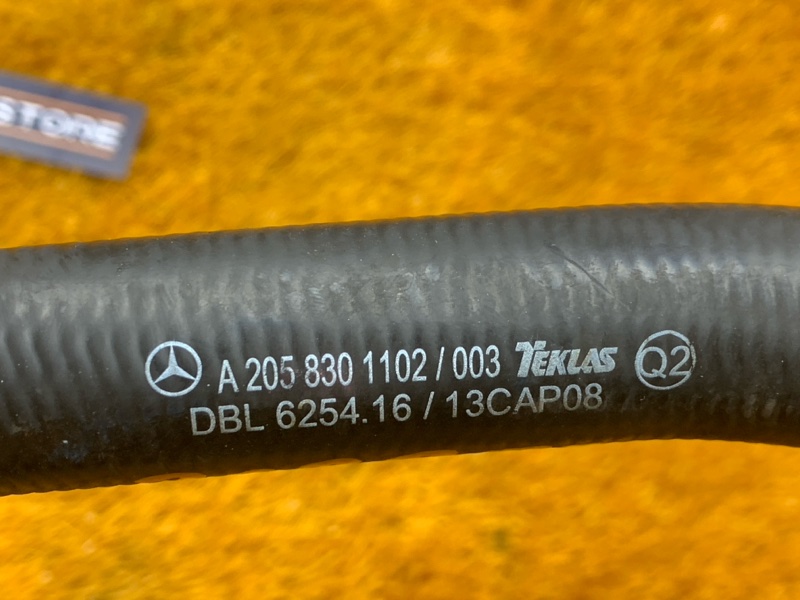 STORE
A 205 830 1102 / 003 TEKLAS Q2
DBL 6254.16 / 13CAP08